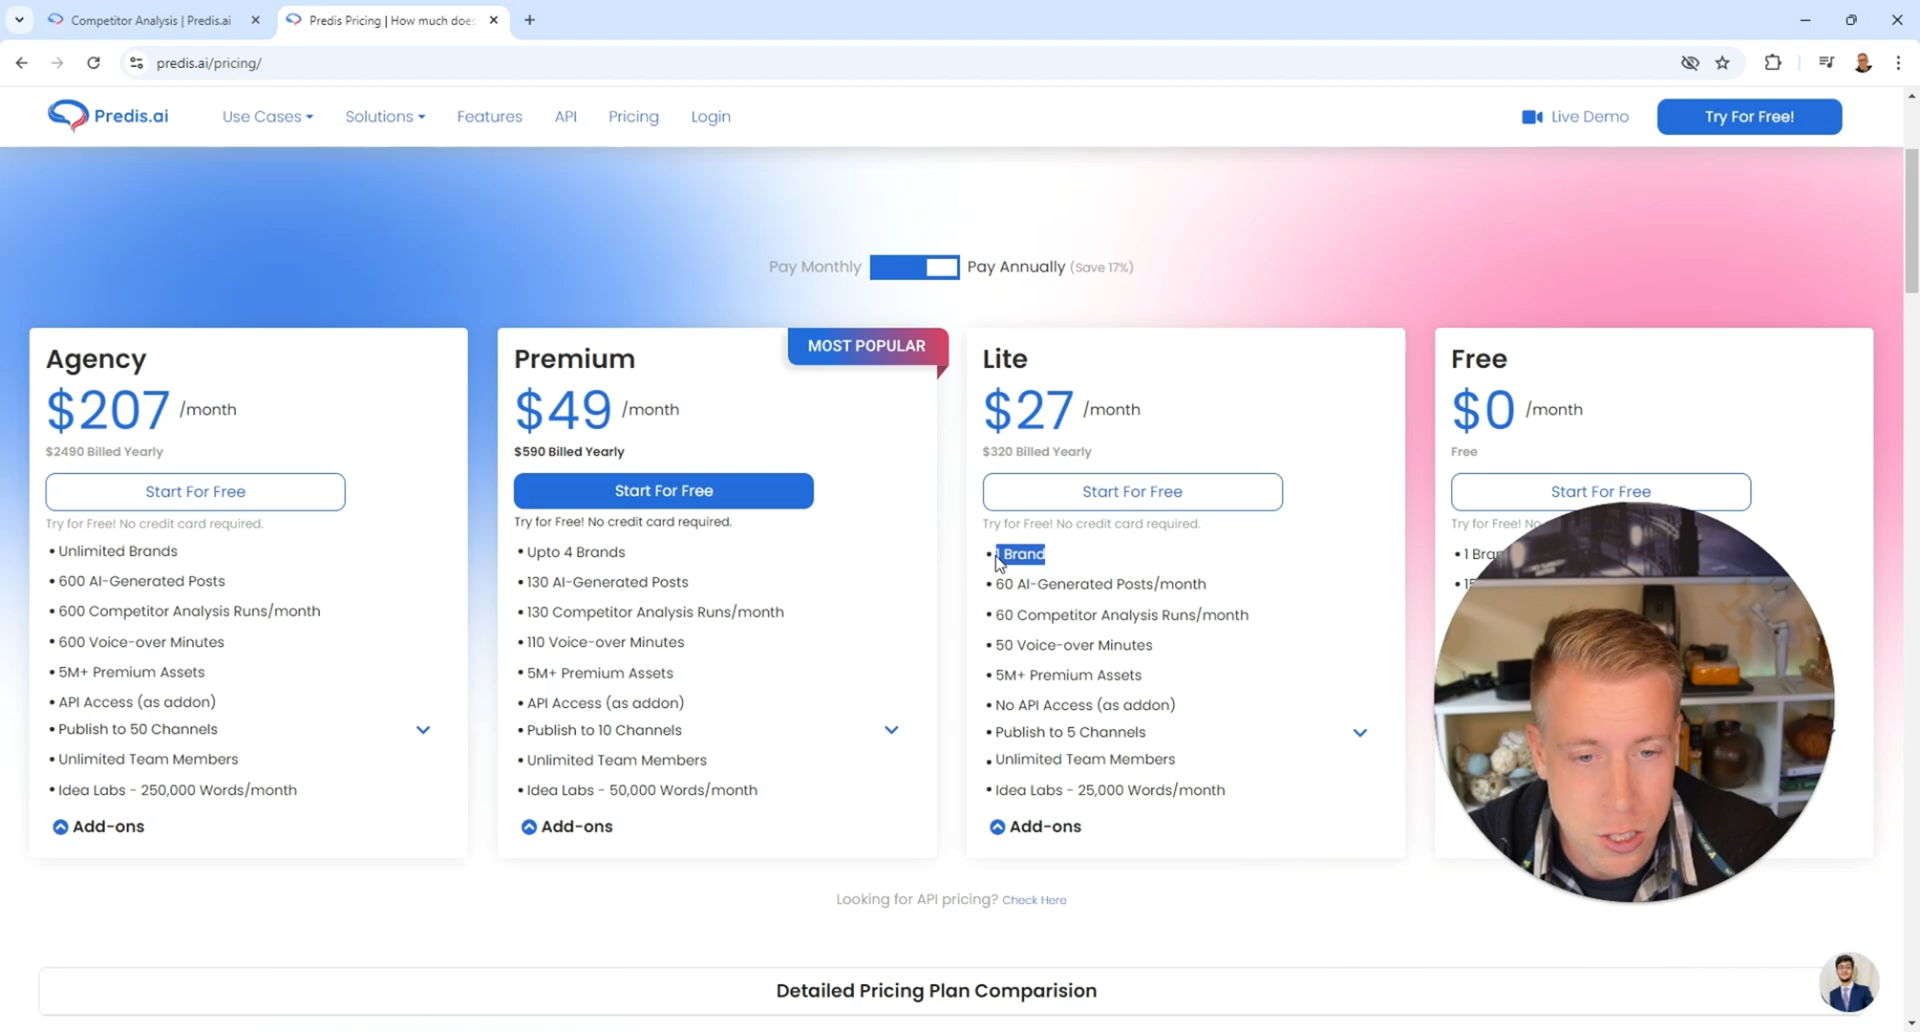 Competitor Analysis | Predis.ai
Predis Pricing | How much does
predis.ai/pricing/
Predis.ai
Use Cases
Solutions
Features
API
Pricing
Login
Live Demo
Try For Free!
Pay Monthly
Pay Annually (Save 17%)
Agency
$207 /month
$2490 Billed Yearly
Start For Free
Try for Free! No credit card required.
• Unlimited Brands
• 600 AI-Generated Posts
• 600 Competitor Analysis Runs/month
• 600 Voice-over Minutes
• 5M+ Premium Assets
• API Access (as addon)
• Publish to 50 Channels
• Unlimited Team Members
• Idea Labs - 250,000 Words/month
Add-ons
MOST POPULAR
Premium
$49 /month
$590 Billed Yearly
Start For Free
Try for Free! No credit card required.
• Upto 4 Brands
• 130 AI-Generated Posts
• 130 Competitor Analysis Runs/month
• 110 Voice-over Minutes
• 5M+ Premium Assets
• API Access (as addon)
• Publish to 10 Channels
• Unlimited Team Members
• Idea Labs - 50,000 Words/month
Add-ons
Lite
$27 /month
$320 Billed Yearly
Start For Free
Try for Free! No credit card required.
• 1 Brand
• 60 AI-Generated Posts/month
• 60 Competitor Analysis Runs/month
• 50 Voice-over Minutes
• 5M+ Premium Assets
• No API Access (as addon)
• Publish to 5 Channels
• Unlimited Team Members
• Idea Labs - 25,000 Words/month
Add-ons
Free
$0 /month
Free
Start For Free
Try for Free! No
• 1
Looking for API pricing? Check Here
Detailed Pricing Plan Comparision